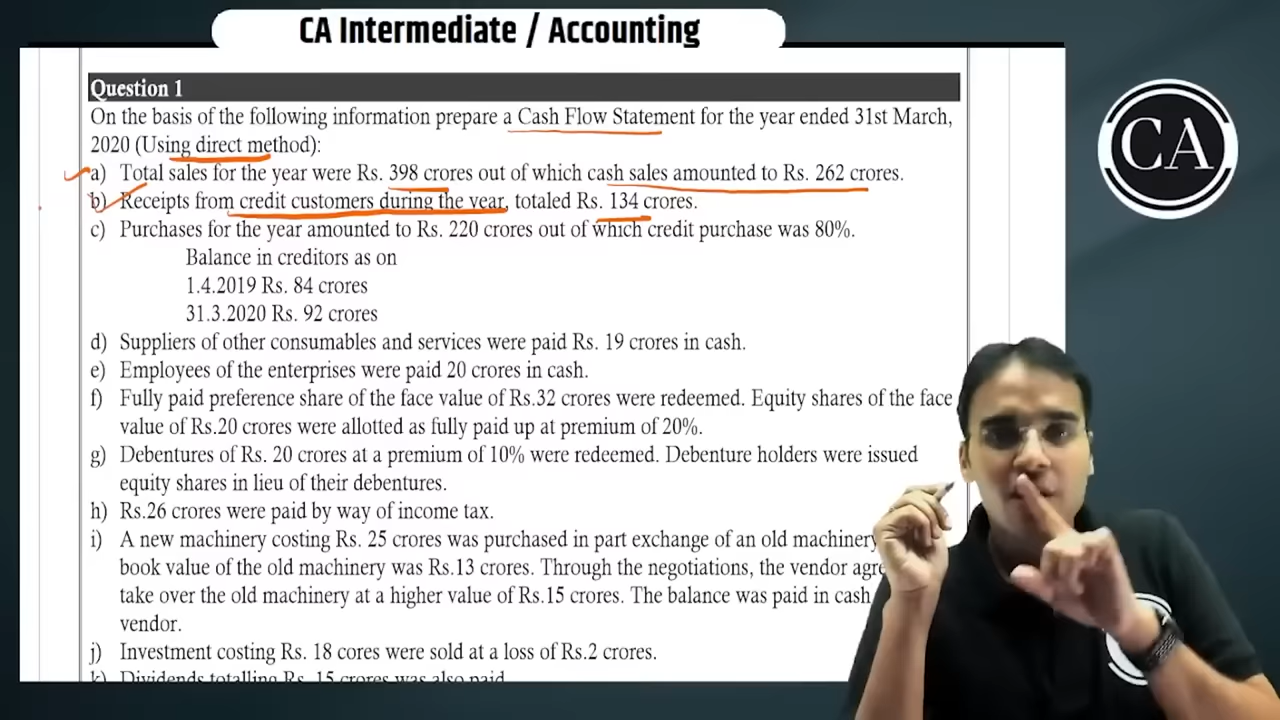 CA Intermediate / Accounting
Question 1
On the basis of the following information prepare a Cash Flow Statement for the year ended 31st March,
2020 (Using direct method):
a) Total sales for the year were Rs. 398 crores out of which cash sales amounted to Rs. 262 crores.
b) Receipts from credit customers during the year, totaled Rs. 134 crores.
c) Purchases for the year amounted to Rs. 220 crores out of which credit purchase was 80%.
Balance in creditors as on
1.4.2019 Rs. 84 crores
31.3.2020 Rs. 92 crores
d) Suppliers of other consumables and services were paid Rs. 19 crores in cash.
e) Employees of the enterprises were paid 20 crores in cash.
f) Fully paid preference share of the face value of Rs.32 crores were redeemed. Equity shares of the face
value of Rs.20 crores were allotted as fully paid up at premium of 20%.
g) Debentures of Rs. 20 crores at a premium of 10% were redeemed. Debenture holders were issued
equity shares in lieu of their debentures.
h) Rs.26 crores were paid by way of income tax.
i) A new machinery costing Rs. 25 crores was purchased in part exchange of an old machinery
book value of the old machinery was Rs.13 crores. Through the negotiations, the vendor
take over the old machinery at a higher value of Rs.15 crores. The balance was paid in cash
vendor.
j) Investment costing Rs. 18 cores were sold at a loss of Rs.2 crores.
k) Dividends totalling Rs. 15 crores was also paid
CA